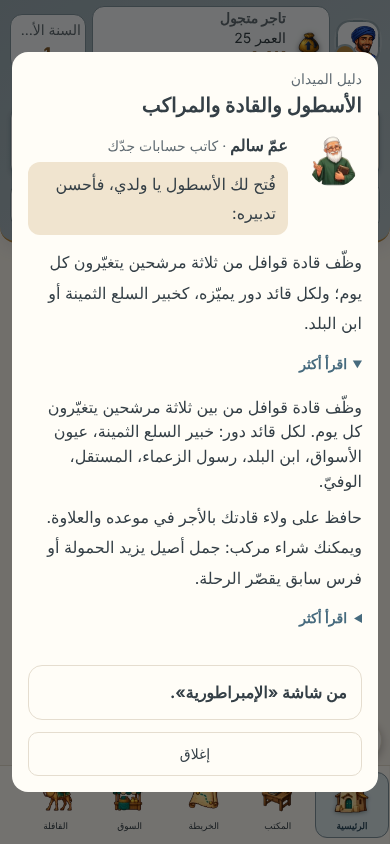 السنة الأ...
تاجر متجول
العمر 25
دليل الميدان
الأسطول والقادة والمراكب
عمّ سالم · كاتب حسابات جدّك
فُتح لك الأسطول يا ولدي، فأحسن
تدبيره:
وظّف قادة قوافل من ثلاثة مرشحين يتغيّرون كل
يوم؛ ولكل قائد دور يميّزه، كخبير السلع الثمينة أو
ابن البلد.
▼ اقرأ أكثر
وظّف قادة قوافل من بين ثلاثة مرشحين يتغيّرون
كل يوم. لكل قائد دور: خبير السلع الثمينة، عيون
الأسواق، ابن البلد، رسول الزعماء، المستقل،
الوفيّ.
حافظ على ولاء قادتك بالأجر في موعده والعلاوة.
ويمكنك شراء مركب: جمل أصيل يزيد الحمولة أو
فرس سابق يقصّر الرحلة.
◀ اقرأ أكثر
من شاشة «الإمبراطورية».
إغلاق
الرئيسية
المكتب
الخريطة
السوق
القافلة